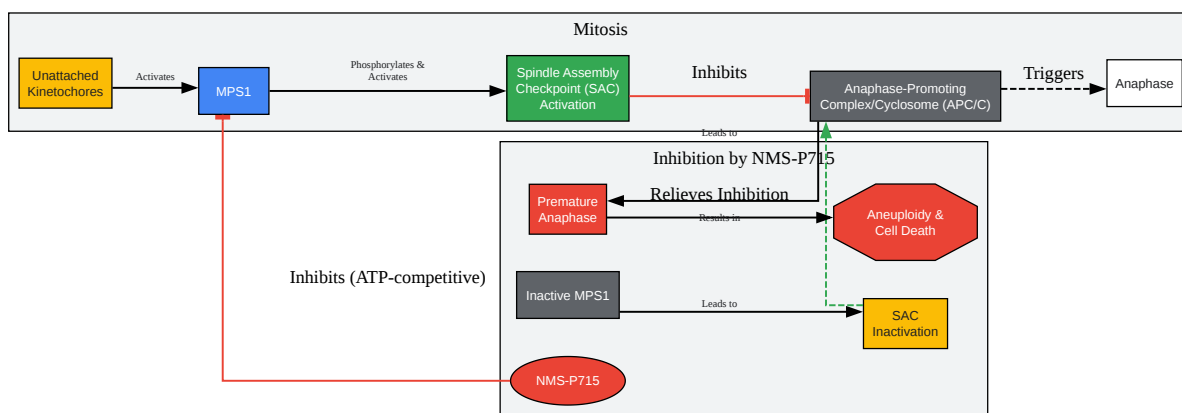 Mitosis
Unattached
Kinetochores
Activates
MPS1
Phosphorylates &
Activates
Spindle Assembly
Checkpoint (SAC)
Activation
Inhibits
Anaphase-Promoting
Complex/Cyclosome (APC/C)
Triggers
Anaphase
Leads to
Inhibition by NMS-P715
Relieves Inhibition
Premature
Anaphase
Results in
Aneuploidy &
Cell Death
Inhibits (ATP-competitive)
Inactive MPS1
Leads to
SAC
Inactivation
NMS-P715